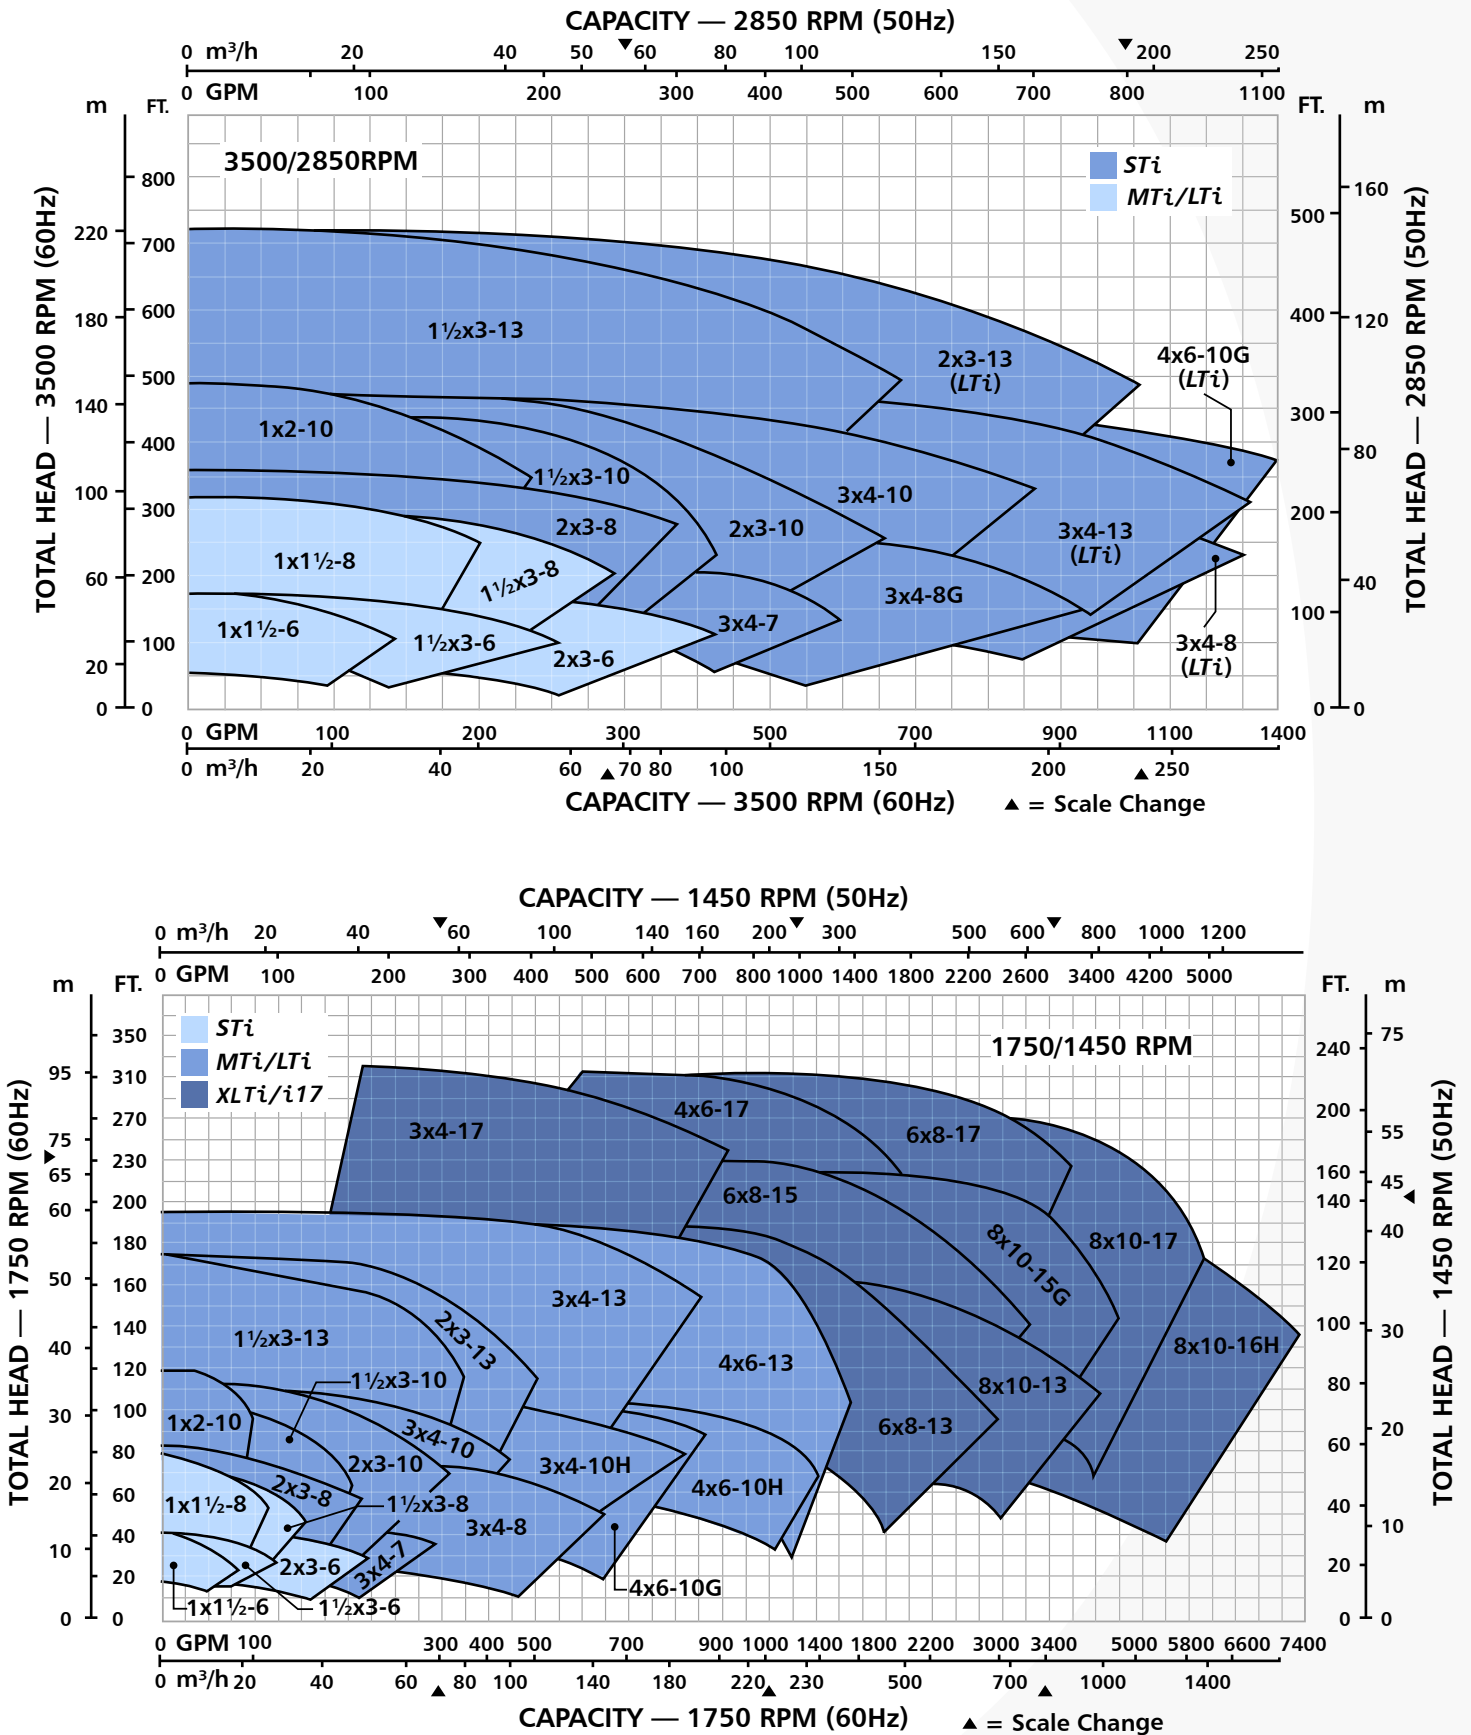 CAPACITY — 2850 RPM (50Hz)
0 m³/h 20 40 50 60 80 100 150 200 250
0 GPM 100 200 300 400 500 600 700 800 1100
m FT. FT. m
3500/2850RPM
STi
MTi/LTi
TOTAL HEAD — 3500 RPM (60Hz)
220
180
140
100
60
20
0
800
700
600
500
400
300
200
100
0
1½x3-13
2x3-13
(LTi)
4x6-10G
(LTi)
1x2-10
1½x3-10
3x4-10
2x3-8
2x3-10
3x4-13
(LTi)
1x1½-8
1½x3-8
3x4-8G
1x1½-6
1½x3-6
3x4-7
2x3-6
3x4-8
(LTi)
500
400
300
200
100
0
160
120
80
40
0
TOTAL HEAD — 2850 RPM (50Hz)
0 GPM 100 200 300 500 700 900 1100 1400
0 m³/h 20 40 60 70 80 100 150 200 250
CAPACITY — 3500 RPM (60Hz)
▲ = Scale Change
CAPACITY — 1450 RPM (50Hz)
0 m³/h 20 40 60 100 140 160 200 300 500 600 800 1000 1200
0 GPM 100 200 300 400 500 600 700 800 1000 1400 1800 2200 2600 3400 4200 5000
m FT. FT. m
STi
MTi/LTi
XLTi/i17
1750/1450 RPM
TOTAL HEAD — 1750 RPM (60Hz)
95
75
65
60
50
40
30
20
10
0
350
310
270
230
200
180
160
140
120
100
80
60
40
20
0
3x4-17
4x6-17
6x8-17
6x8-15
8x10-15G
8x10-17
3x4-13
8x10-16H
1½x3-13
2x3-13
4x6-13
1½x3-10
8x10-13
1x2-10
3x4-10
6x8-13
2x3-10
3x4-10H
2x3-8
4x6-10H
1x1½-8
1½x3-8
3x4-8
2x3-6
3x4-7
4x6-10G
1x1½-6
1½x3-6
240
200
160
140
120
100
80
60
40
20
0
75
55
45
40
30
20
10
0
TOTAL HEAD — 1450 RPM (50Hz)
0 GPM 100 300 400 500 700 900 1000 1400 1800 2200 3000 3400 5000 5800 6600 7400
0 m³/h 20 40 60 80 100 140 180 220 230 500 700 1000 1400
CAPACITY — 1750 RPM (60Hz)
▲ = Scale Change